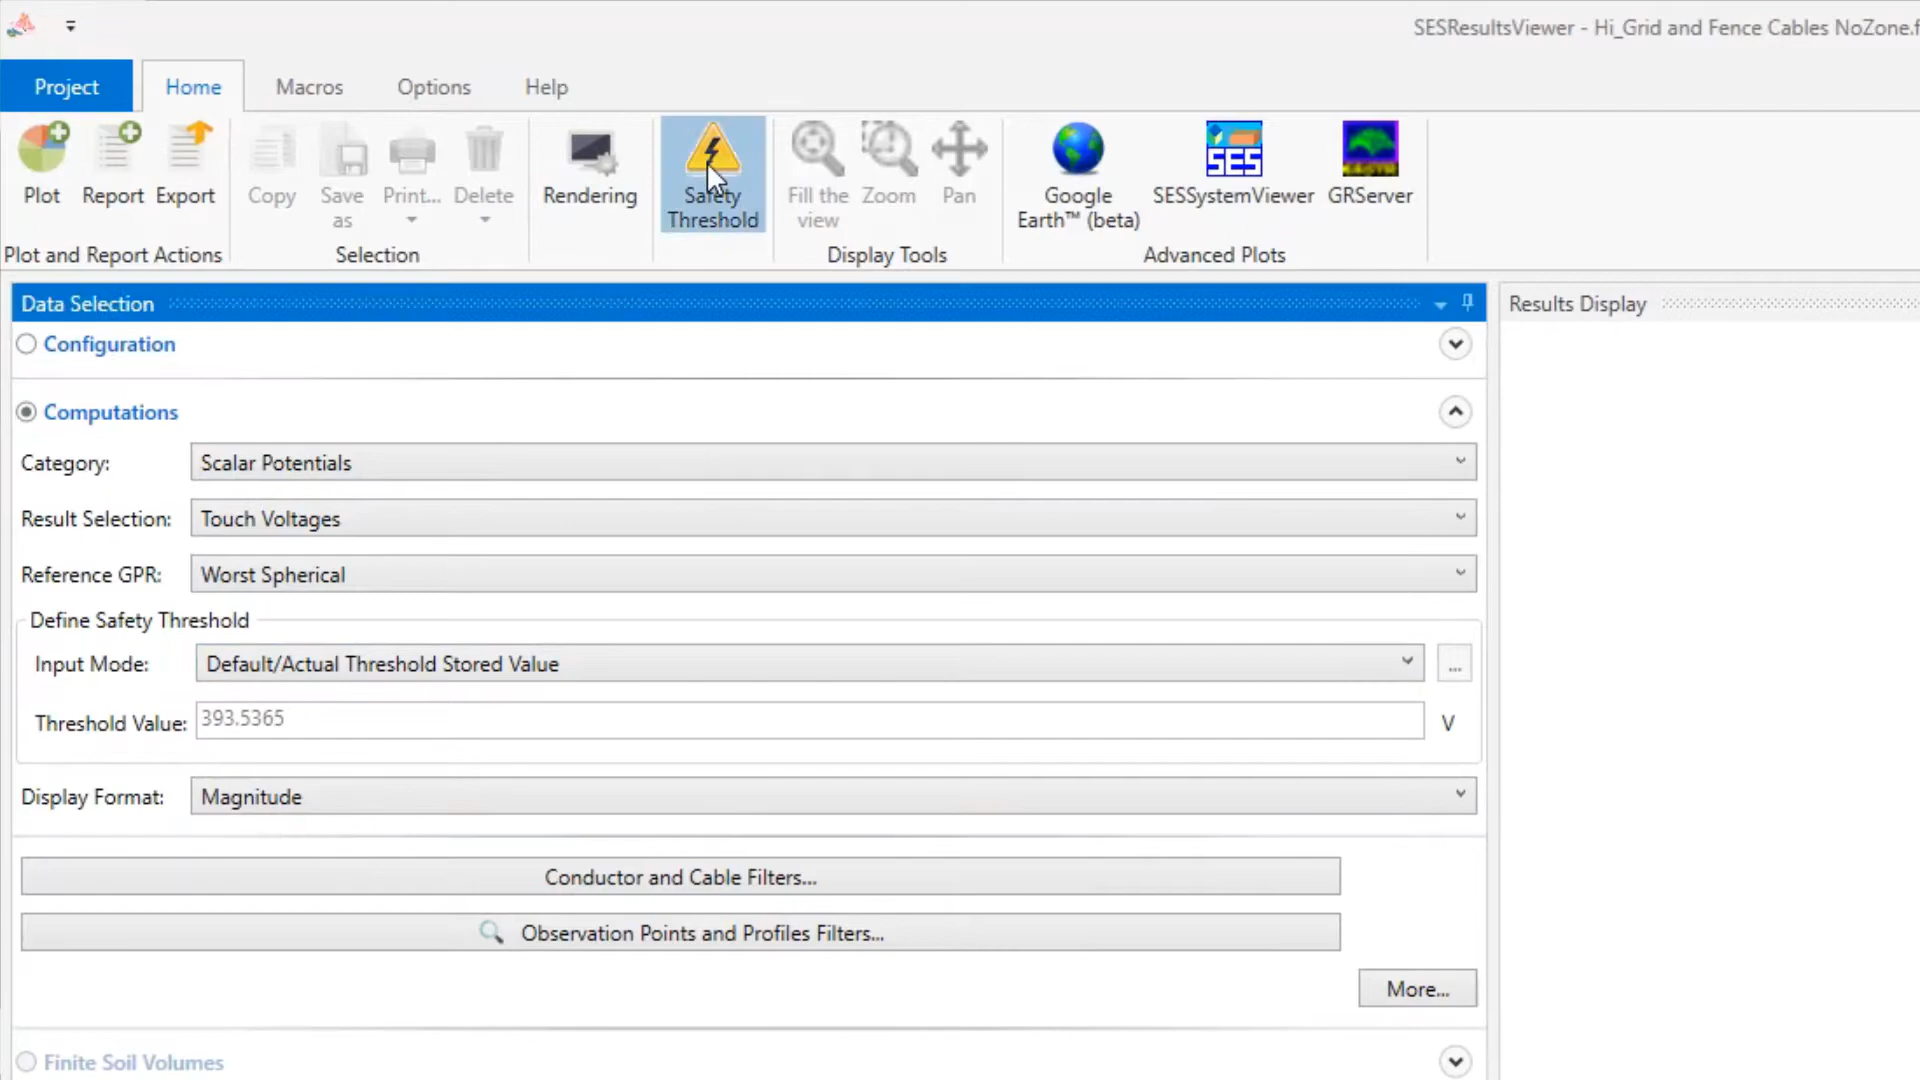 SESResultsViewer - Hi_Grid and Fence Cables NoZone.f
Project
Home
Macros
Options
Help
Plot
Report
Export
Plot and Report Actions
Copy
Save
as
Print...
Delete
Selection
Rendering
Safety
Threshold
Fill the
view
Zoom
Pan
Display Tools
Google
Earth™ (beta)
SES
SESSystemViewer
GRServer
Advanced Plots
Data Selection
Results Display
Configuration
Computations
Category:
Scalar Potentials
Result Selection:
Touch Voltages
Reference GPR:
Worst Spherical
Define Safety Threshold
Input Mode:
Default/Actual Threshold Stored Value
...
Threshold Value:
393.5365
V
Display Format:
Magnitude
Conductor and Cable Filters...
Observation Points and Profiles Filters...
More...
Finite Soil Volumes